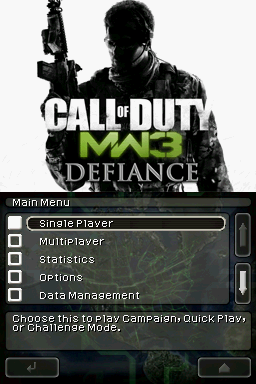 CALL OF DUTY
MW3
DEFIANCE
Main Menu
Single Player
Multiplayer
Statistics
Options
Data Management
Choose this to play Campaign, Quick Play,
or Challenge Mode.